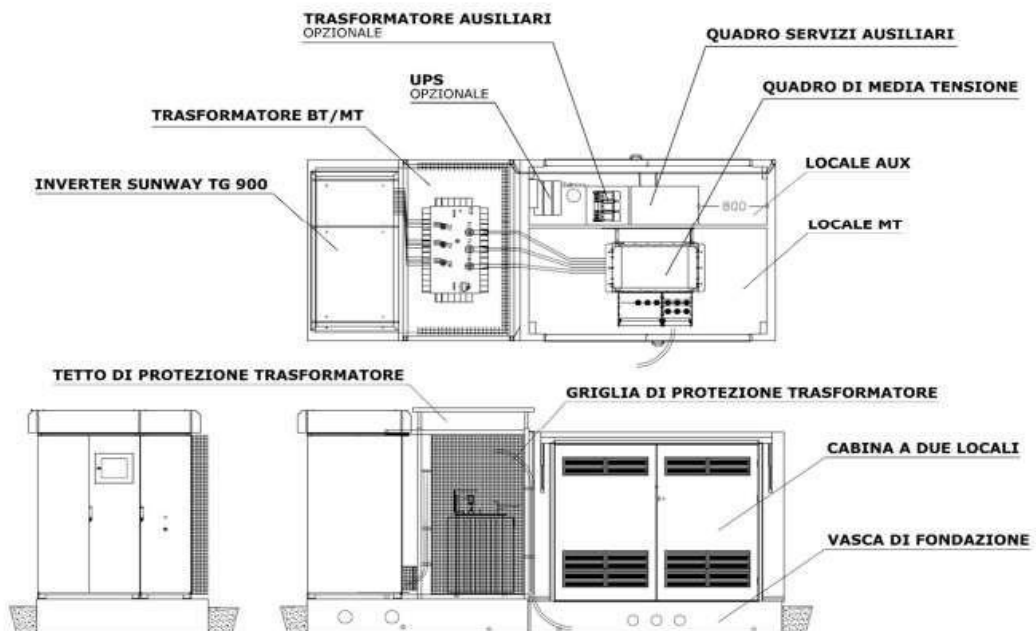 TRASFORMATORE AUSILIARI
OPZIONALE
QUADRO SERVIZI AUSILIARI
UPS
OPZIONALE
QUADRO DI MEDIA TENSIONE
TRASFORMATORE BT/MT
LOCALE AUX
INVERTER SUNWAY TG 900
800
LOCALE MT
TETTO DI PROTEZIONE TRASFORMATORE
GRIGLIA DI PROTEZIONE TRASFORMATORE
CABINA A DUE LOCALI
VASCA DI FONDAZIONE